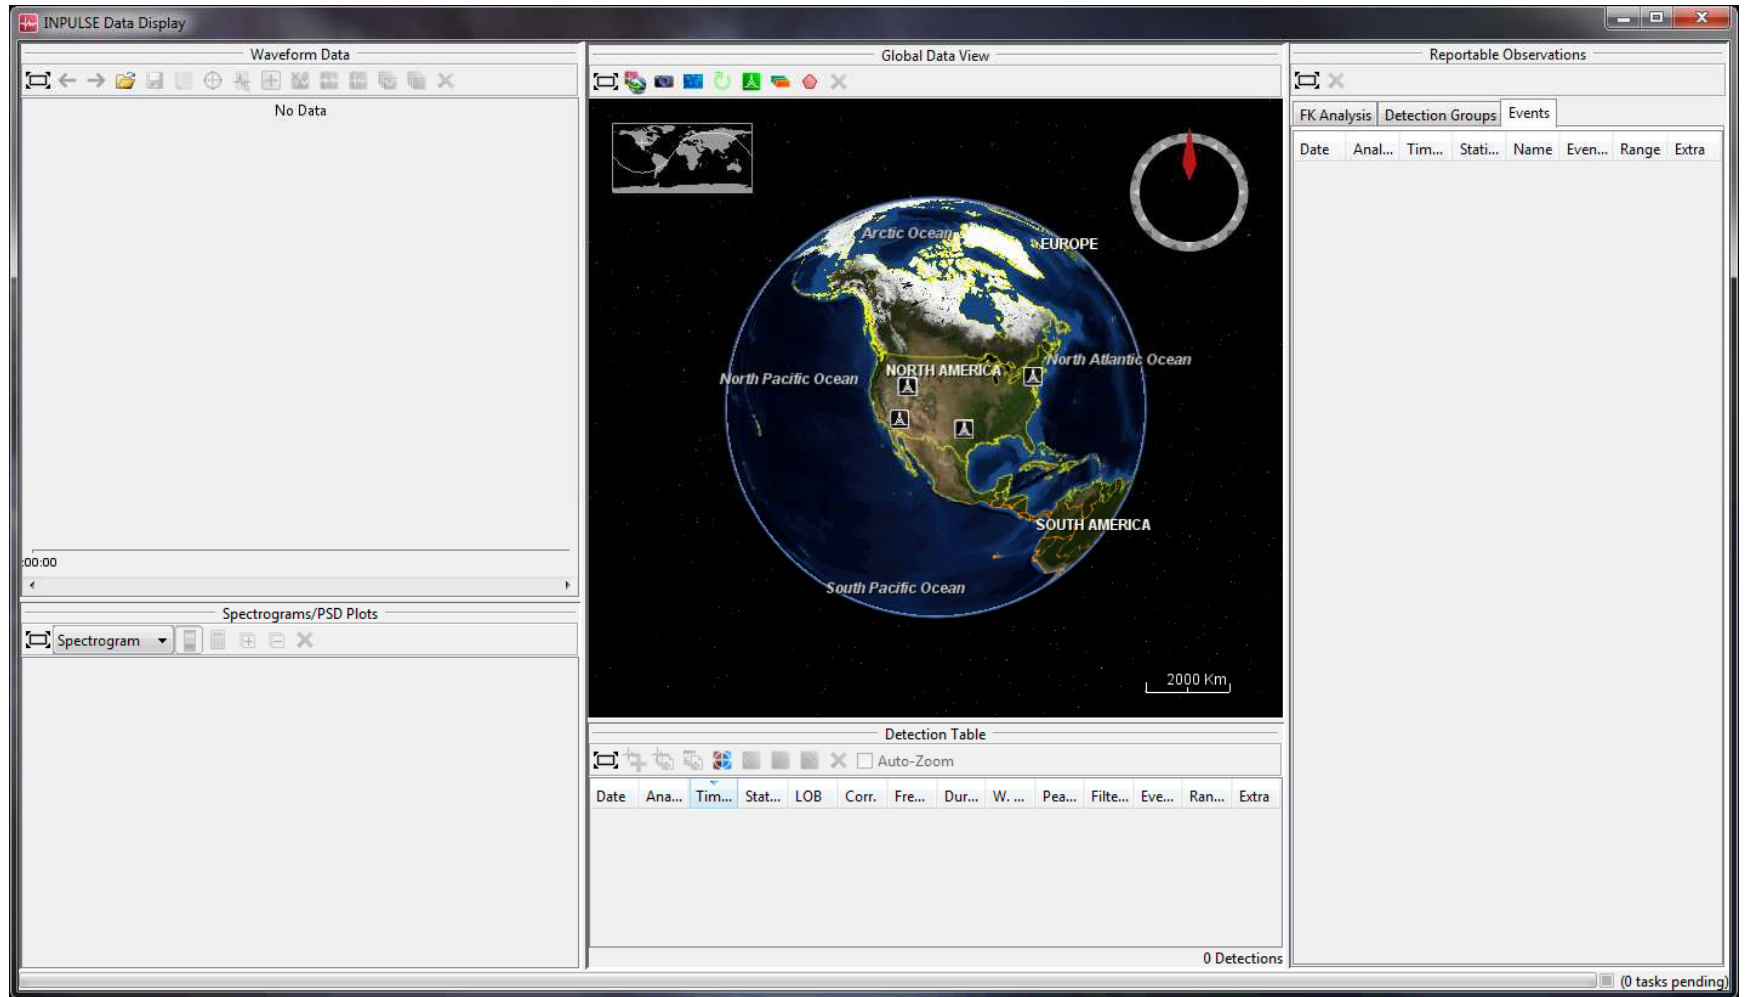 INPULSE Data Display
Waveform Data
No Data
:00:00
Spectrograms/PSD Plots
Spectrogram
Global Data View
Arctic Ocean
EUROPE
North Atlantic Ocean
NORTH AMERICA
North Pacific Ocean
SOUTH AMERICA
South Pacific Ocean
2000 Km
Detection Table
Auto-Zoom
Date Ana... Tim... Stat... LOB Corr. Fre... Dur... W. ... Pea... Filte... Eve... Ran... Extra
0 Detections
Reportable Observations
FK Analysis Detection Groups Events
Date Anal... Tim... Stati... Name Even... Range Extra
(0 tasks pending)